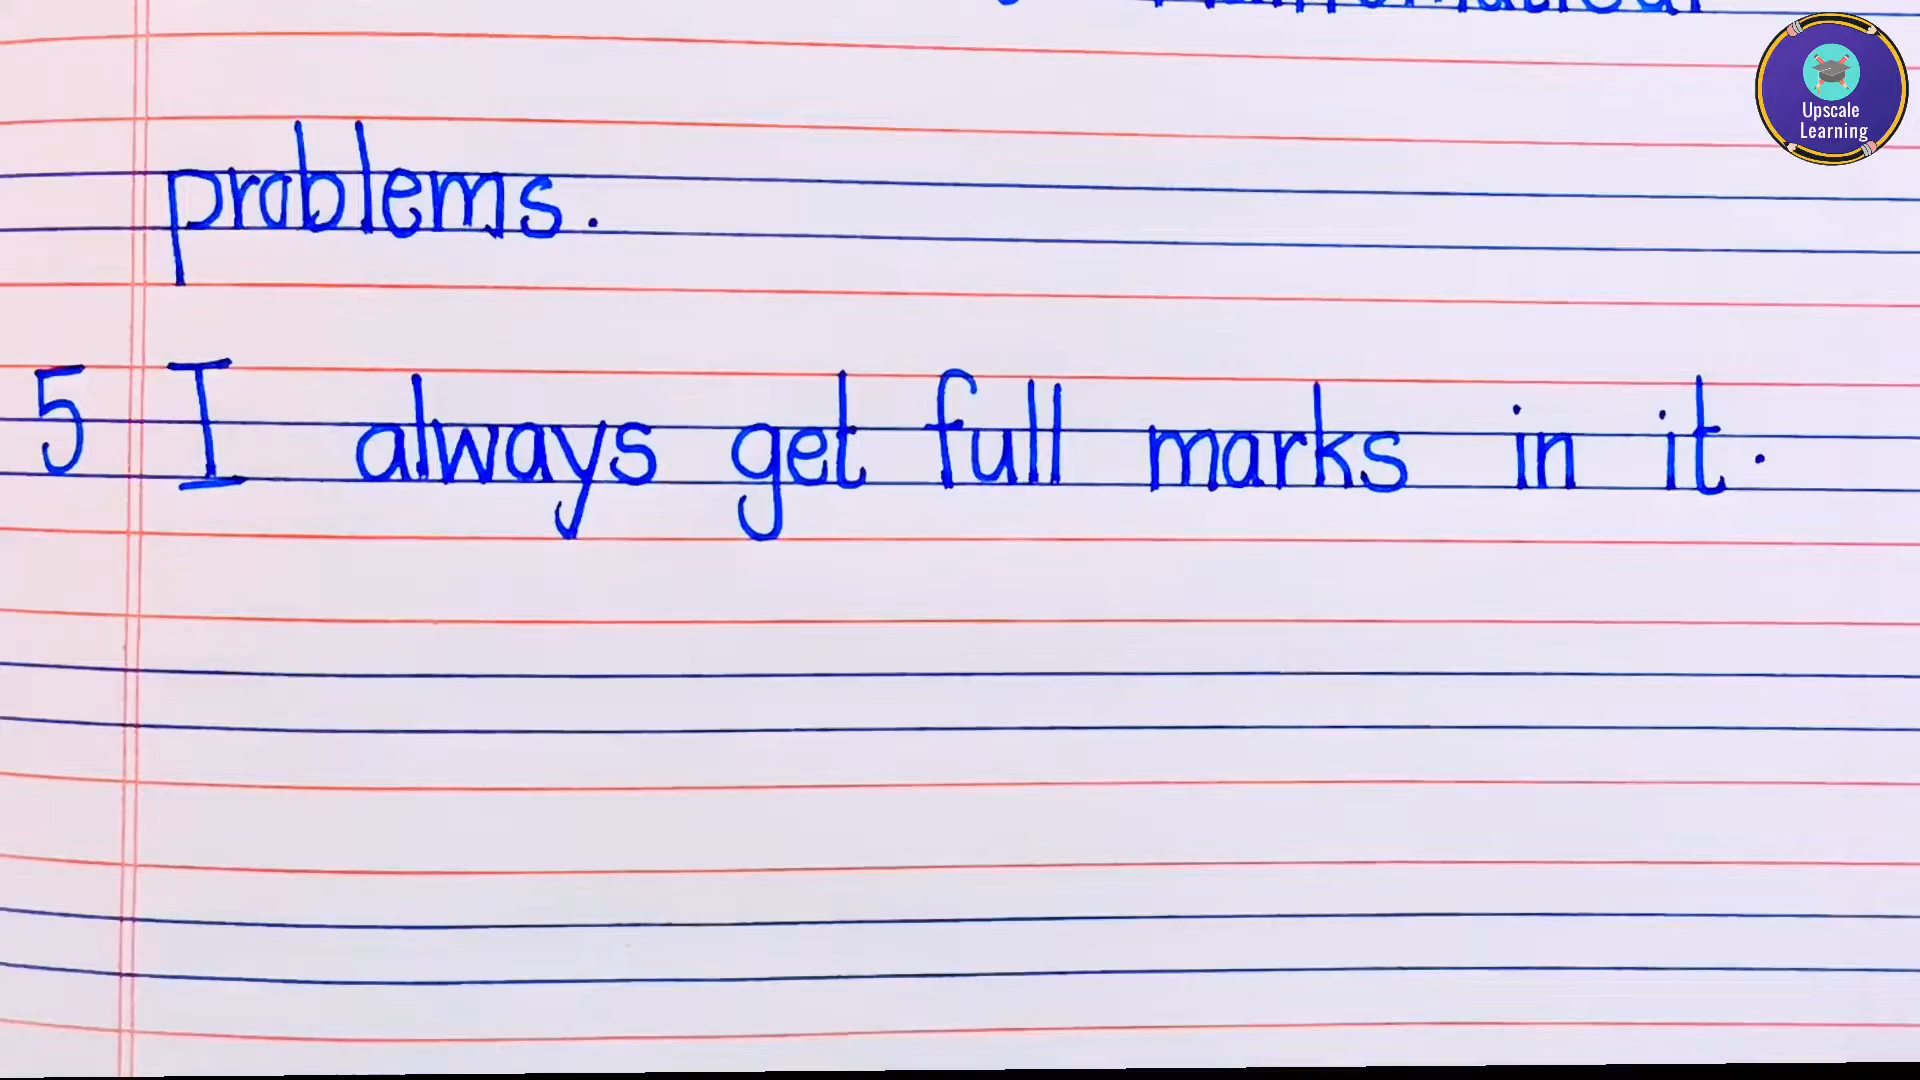 problems.
5 I always get full marks in it.
Upscale
Learning